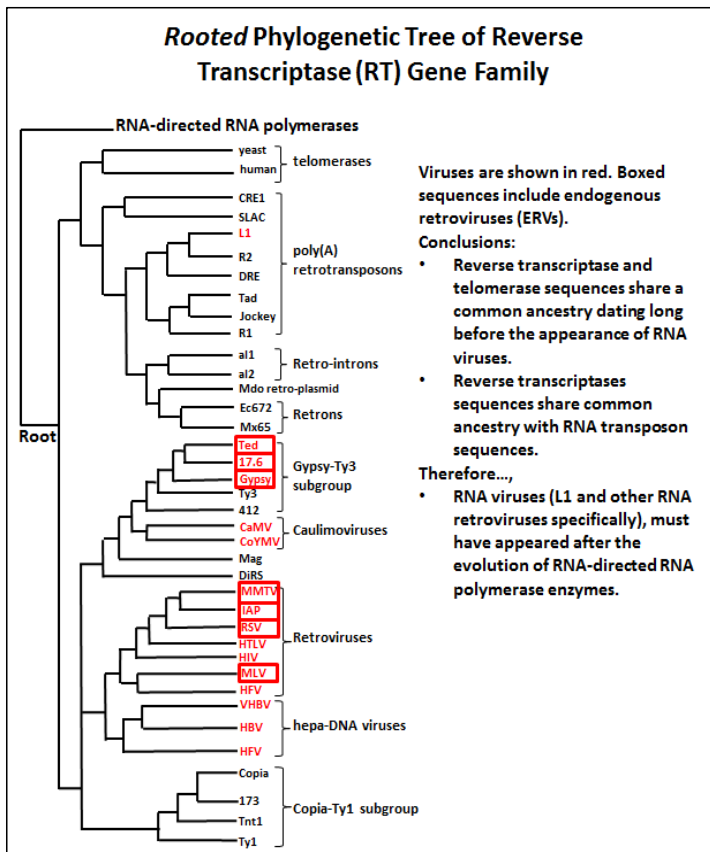 Rooted Phylogenetic Tree of Reverse
Transcriptase (RT) Gene Family
RNA-directed RNA polymerases
yeast
human
telomerases
CRE1
SLAC
L1
R2
DRE
Tad
Jockey
R1
poly(A)
retrotransposons
al1
al2
Retro-introns
Mdo retro-plasmid
Ec672
Mx65
Retrons
Root
Ted
17.6
Gypsy
Ty3
412
Gypsy-Ty3
subgroup
CaMV
CoYMV
Caulimoviruses
Mag
DiRS
MMTV
IAP
RSV
HTLV
HIV
MLV
HFV
Retroviruses
VHBV
HBV
HFV
hepa-DNA viruses
Copia
173
Tnt1
Ty1
Copia-Ty1 subgroup
Viruses are shown in red. Boxed
sequences include endogenous
retroviruses (ERVs).
Conclusions:
• Reverse transcriptase and
telomerase sequences share a
common ancestry dating long
before the appearance of RNA
viruses.
• Reverse transcriptases
sequences share common
ancestry with RNA transposon
sequences.
Therefore…,
• RNA viruses (L1 and other RNA
retroviruses specifically), must
have appeared after the
evolution of RNA-directed RNA
polymerase enzymes.